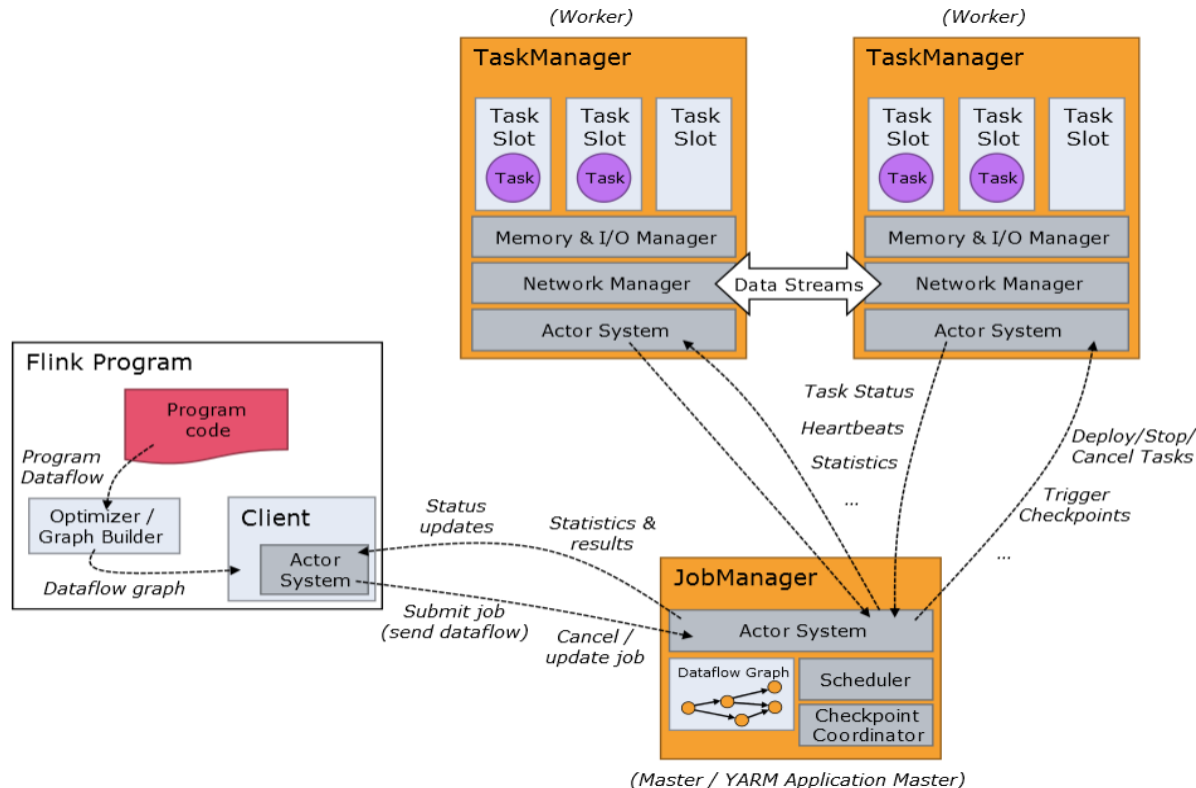 (Worker)
(Worker)
TaskManager
Task
Slot
Task
Task
Slot
Task
Task
Slot
Memory & I/O Manager
Network Manager
Actor System
TaskManager
Task
Slot
Task
Task
Slot
Task
Task
Slot
Memory & I/O Manager
Network Manager
Actor System
Data Streams
Flink Program
Program
code
Program
Dataflow
Optimizer /
Graph Builder
Dataflow graph
Client
Actor
System
Status
updates
Statistics &
results
Submit job
(send dataflow)
Cancel /
update job
Task Status
Heartbeats
Statistics
...
Deploy/Stop/
Cancel Tasks
Trigger
Checkpoints
...
JobManager
Actor System
Dataflow Graph
Scheduler
Checkpoint
Coordinator
(Master / YARM Application Master)